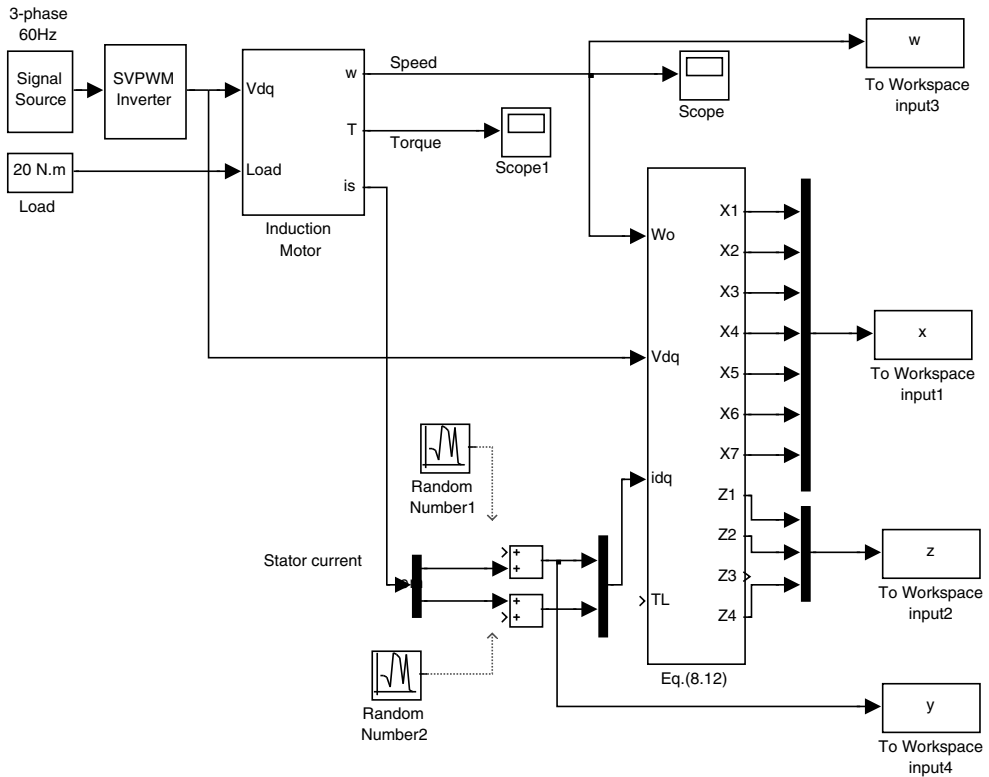 3-phase
60Hz
Signal
Source
SVPWM
Inverter
20 N.m
Load
Vdq
Load
w
T
is
Induction
Motor
Speed
Torque
Scope
Scope1
w
To Workspace
input3
Wo
Vdq
idq
TL
X1
X2
X3
X4
X5
X6
X7
Z1
Z2
Z3
Z4
Eq.(8.12)
x
To Workspace
input1
z
To Workspace
input2
y
To Workspace
input4
Random
Number1
Stator current
+
+
+
+
Random
Number2